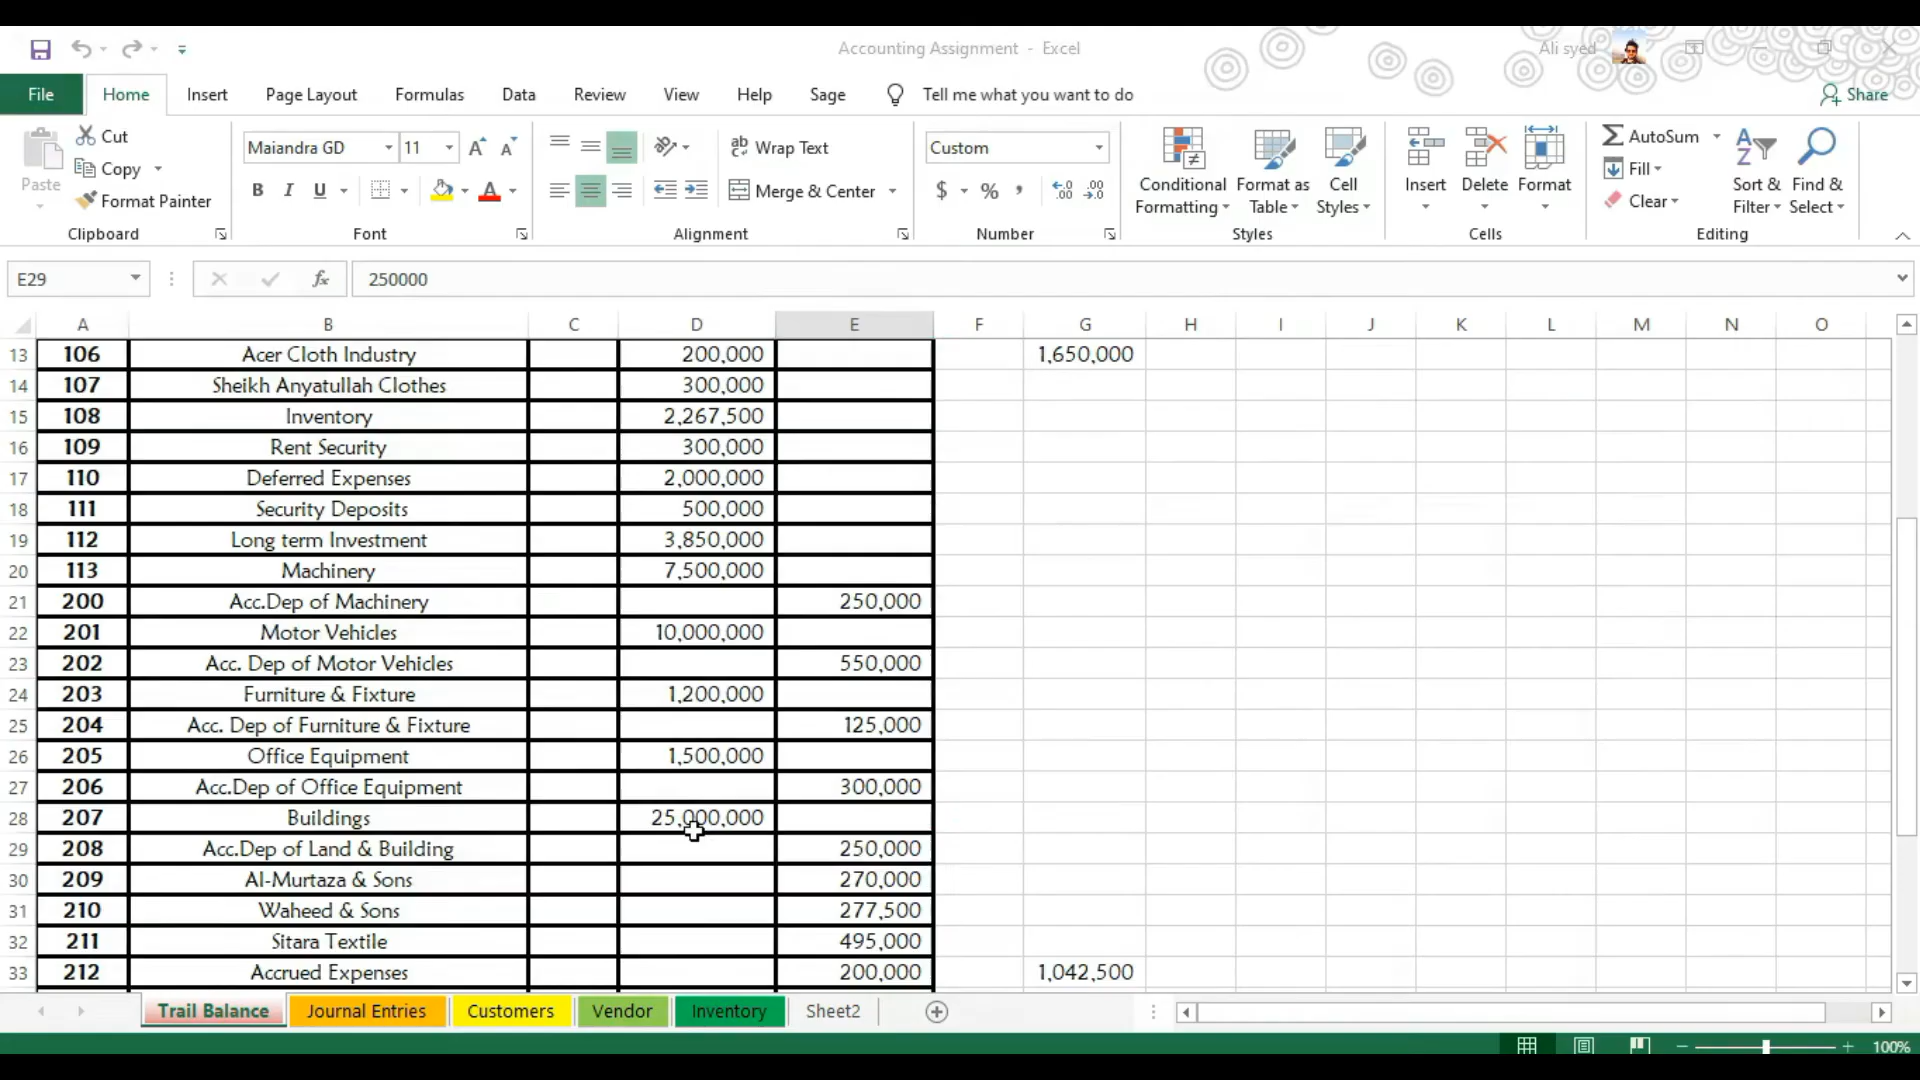 Accounting Assignment - Excel
Ali syed
File Home Insert Page Layout Formulas Data Review View Help Sage Tell me what you want to do Share
Paste
Cut
Copy
Format Painter
Clipboard
Maiandra GD 11
B I U
Font
Wrap Text
Merge & Center
Alignment
Custom
$ % ,
Number
Conditional Formatting
Format as Table
Cell Styles
Styles
Insert
Delete
Format
Cells
AutoSum
Fill
Clear
Sort & Filter
Find & Select
Editing
E29 fx 250000
A B C D E F G H I J K L M N O
13 106 Acer Cloth Industry 200,000 1,650,000
14 107 Sheikh Anyatullah Clothes 300,000
15 108 Inventory 2,267,500
16 109 Rent Security 300,000
17 110 Deferred Expenses 2,000,000
18 111 Security Deposits 500,000
19 112 Long term Investment 3,850,000
20 113 Machinery 7,500,000
21 200 Acc.Dep of Machinery 250,000
22 201 Motor Vehicles 10,000,000
23 202 Acc. Dep of Motor Vehicles 550,000
24 203 Furniture & Fixture 1,200,000
25 204 Acc. Dep of Furniture & Fixture 125,000
26 205 Office Equipment 1,500,000
27 206 Acc.Dep of Office Equipment 300,000
28 207 Buildings 25,000,000
29 208 Acc.Dep of Land & Building 250,000
30 209 Al-Murtaza & Sons 270,000
31 210 Waheed & Sons 277,500
32 211 Sitara Textile 495,000
33 212 Accrued Expenses 200,000 1,042,500
Trail Balance Journal Entries Customers Vendor Inventory Sheet2
100%